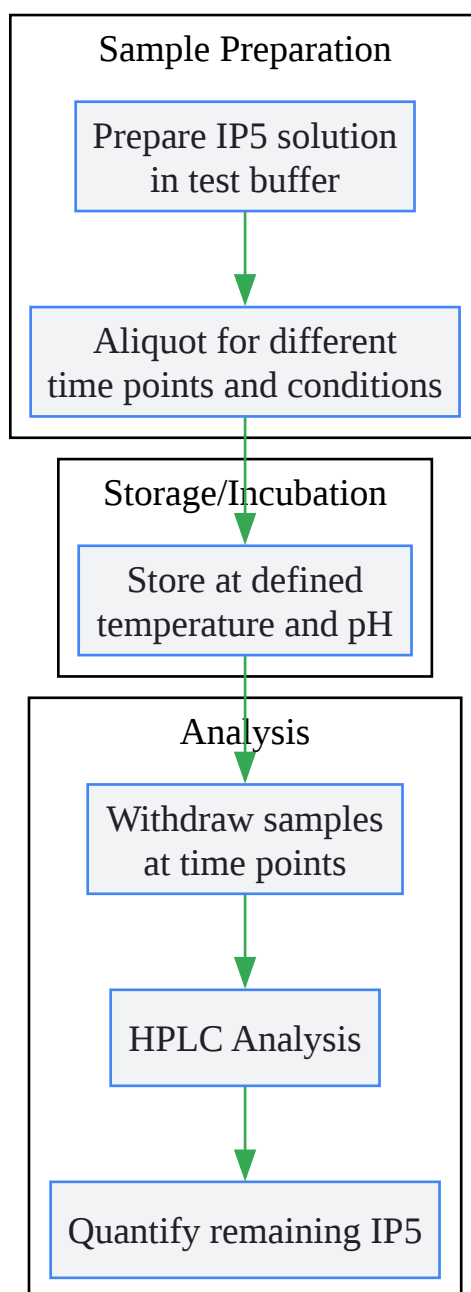 Sample Preparation
Prepare IP5 solution
in test buffer
Aliquot for different
time points and conditions
Storage/Incubation
Store at defined
temperature and pH
Analysis
Withdraw samples
at time points
HPLC Analysis
Quantify remaining IP5